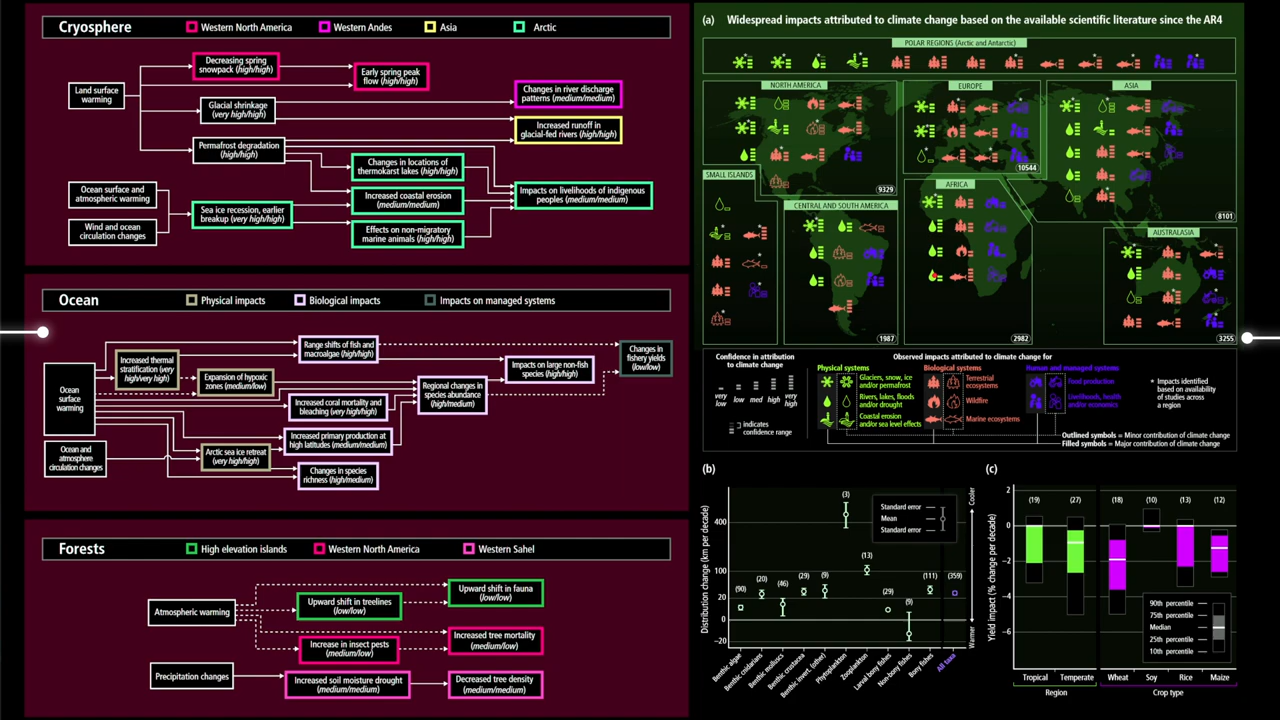 Cryosphere
Western North America
Western Andes
Asia
Arctic
Land surface
warming
Decreasing spring
snowpack (high/high)
Early spring peak
flow (high/high)
Glacial shrinkage
(very high/high)
Changes in river discharge
patterns (medium/medium)
Increased runoff in
glacial-fed rivers (high/high)
Permafrost degradation
(high/high)
Changes in locations of
thermokarst lakes (high/high)
Ocean surface and
atmospheric warming
Wind and ocean
circulation changes
Sea ice recession, earlier
breakup (very high/high)
Increased coastal erosion
(medium/medium)
Impacts on livelihoods of indigenous
peoples (medium/medium)
Effects on non-migratory
marine animals (high/high)
Ocean
Physical impacts
Biological impacts
Impacts on managed systems
Ocean
surface
warming
Increased thermal
stratification (very
high/very high)
Range shifts of fish and
macroalgae (high/high)
Changes in
fishery yields
(low/low)
Expansion of hypoxic
zones (medium/low)
Impacts on large non-fish
species (high/high)
Regional changes in
species abundance
(high/medium)
Increased coral mortality and
bleaching (very high/high)
Increased primary production at
high latitudes (medium/medium)
Ocean and
atmosphere
circulation changes
Arctic sea ice retreat
(very high/high)
Changes in species
richness (high/medium)
Forests
High elevation islands
Western North America
Western Sahel
Atmospheric warming
Upward shift in treelines
(low/low)
Upward shift in fauna
(low/low)
Increase in insect pests
(medium/low)
Increased tree mortality
(medium/low)
Precipitation changes
Increased soil moisture drought
(medium/medium)
Decreased tree density
(medium/medium)
(a) Widespread impacts attributed to climate change based on the available scientific literature since the AR4
POLAR REGIONS (Arctic and Antarctic)
NORTH AMERICA
9329
EUROPE
10544
ASIA
8101
SMALL ISLANDS
CENTRAL AND SOUTH AMERICA
1987
AFRICA
2982
AUSTRALASIA
3255
Confidence in attribution
to climate change
very
low
low
med
high
very
high
indicates
confidence range
Observed impacts attributed to climate change for
Physical systems
Glaciers, snow, ice
and/or permafrost
Rivers, lakes, floods
and/or drought
Coastal erosion
and/or sea level effects
Biological systems
Terrestrial
ecosystems
Wildfire
Marine ecosystems
Human and managed systems
Food production
Livelihoods, health
and/or economics
* Impacts identified
based on availability
of studies across
a region
Outlined symbols = Minor contribution of climate change
Filled symbols = Major contribution of climate change
(b)
Distribution change (km per decade)
400
100
20
0
−20
(90)
(20)
(46)
(29)
(9)
(3)
(13)
(29)
(9)
(111)
(359)
Standard error
Mean
Standard error
Cooler
Warmer
Benthic algae
Benthic cnidarians
Benthic molluscs
Benthic crustacea
Benthic invert. (other)
Phytoplankton
Zooplankton
Larval bony fishes
Non-bony fishes
Bony fishes
All taxa
(c)
Yield impact (% change per decade)
2
0
−2
−4
−6
(19)
(27)
(18)
(10)
(13)
(12)
90th percentile
75th percentile
Median
25th percentile
10th percentile
Tropical
Temperate
Wheat
Soy
Rice
Maize
Region
Crop type